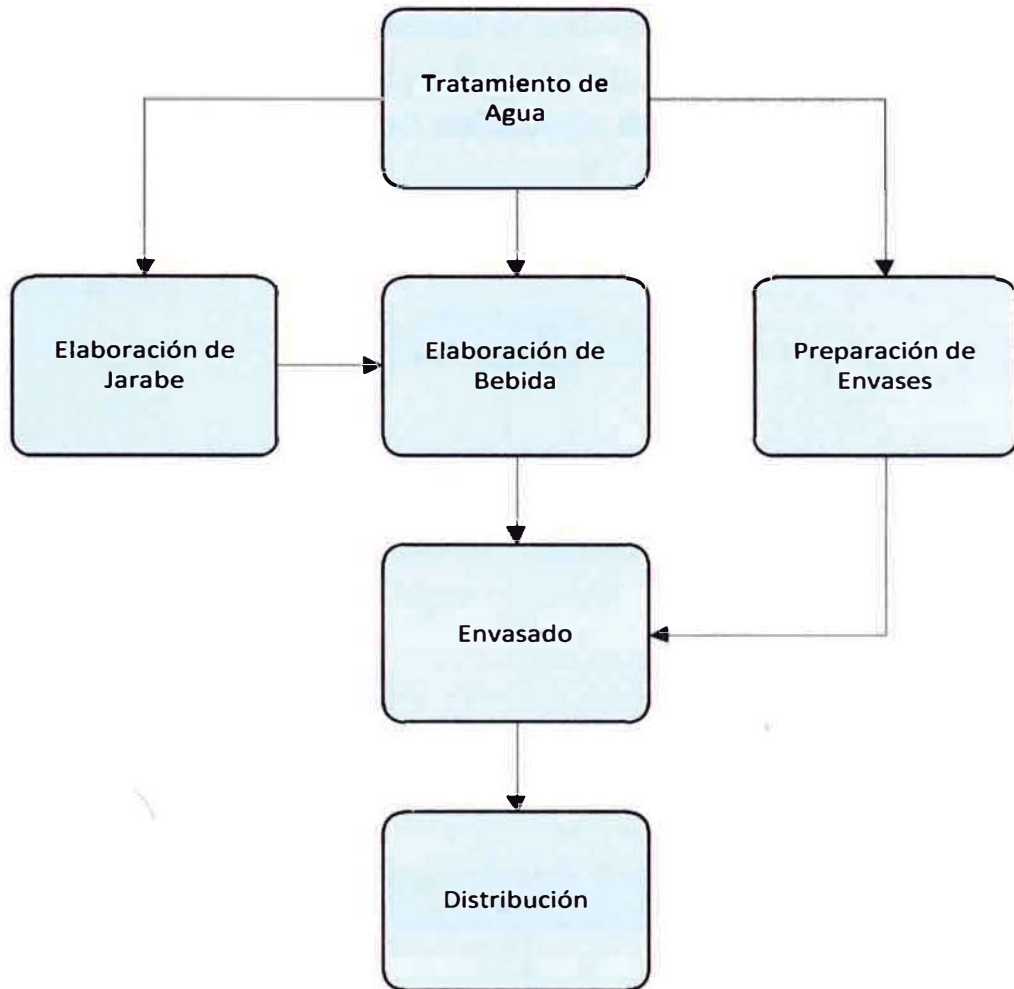 Tratamiento de
Agua
Elaboración de
Jarabe
Elaboración de
Bebida
Preparación de
Envases
Envasado
Distribución